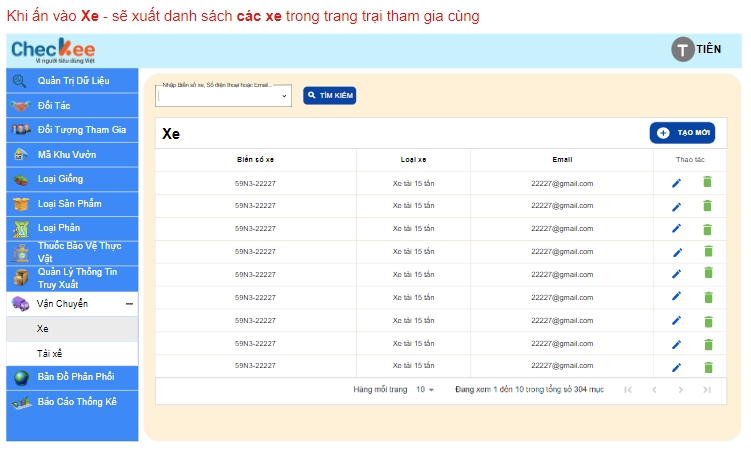 Khi ấn vào Xe - sẽ xuất danh sách các xe trong trang trại tham gia cùng
Checkee
Vì người tiêu dùng Việt
T TIÊN
Quản Trị Dữ Liệu
Đối Tác
Đối Tượng Tham Gia
Mã Khu Vườn
Loại Giống
Loại Sản Phẩm
Loại Phân
Thuốc Bảo Vệ Thực
Vật
Quản Lý Thông Tin
Truy Xuất
Vận Chuyển
Xe
Tài xế
Bản Đồ Phân Phối
Báo Cáo Thống Kê
Nhập Biển số xe, Số điện thoại hoặc Email...
TÌM KIẾM
Xe
TẠO MỚI
Biển số xe Loại xe Email Thao tác
59N3-22227 Xe tải 15 tấn 22227@gmail.com
59N3-22227 Xe tải 15 tấn 22227@gmail.com
59N3-22227 Xe tải 15 tấn 22227@gmail.com
59N3-22227 Xe tải 15 tấn 22227@gmail.com
59N3-22227 Xe tải 15 tấn 22227@gmail.com
59N3-22227 Xe tải 15 tấn 22227@gmail.com
59N3-22227 Xe tải 15 tấn 22227@gmail.com
59N3-22227 Xe tải 15 tấn 22227@gmail.com
59N3-22227 Xe tải 15 tấn 22227@gmail.com
Hàng mỗi trang 10 Đang xem 1 đến 10 trong tổng số 304 mục